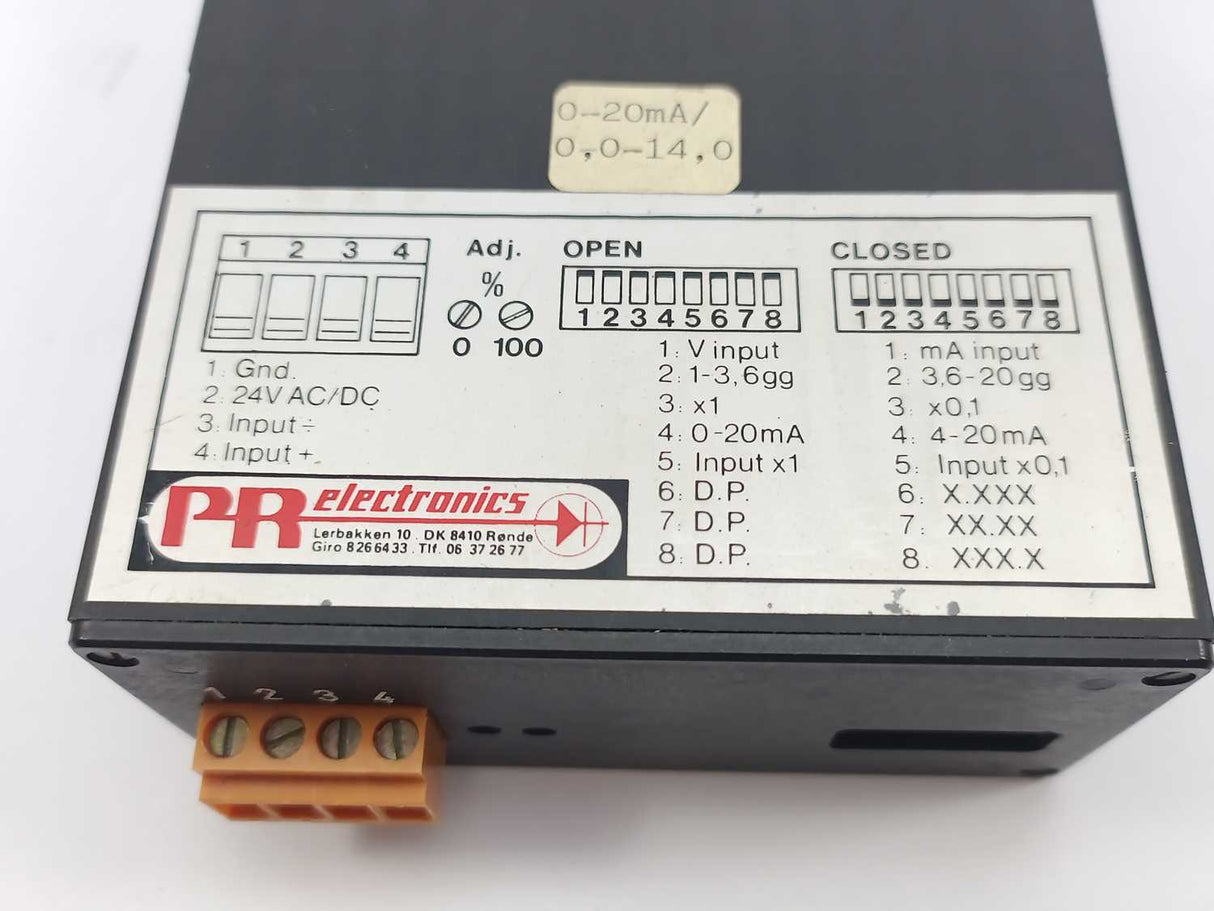 0-20mA/
0,0-14,0
1 2 3 4
1: Gnd.
2: 24V AC/DC
3: Input ÷
4: Input +
Adj.
%
0 100
OPEN
1 2 3 4 5 6 7 8
1: V input
2: 1-3,6gg
3: x1
4: 0-20mA
5: Input x1
6: D.P.
7: D.P.
8: D.P.
CLOSED
1 2 3 4 5 6 7 8
1: mA input
2: 3,6-20gg
3: x0,1
4: 4-20mA
5: Input x0,1
6: X.XXX
7: XX.XX
8. XXX.X
PR electronics
Lerbakken 10 . DK 8410 Rønde
Giro 8 26 64 33 . Tlf. 06 37 26 77
1 2 3 4